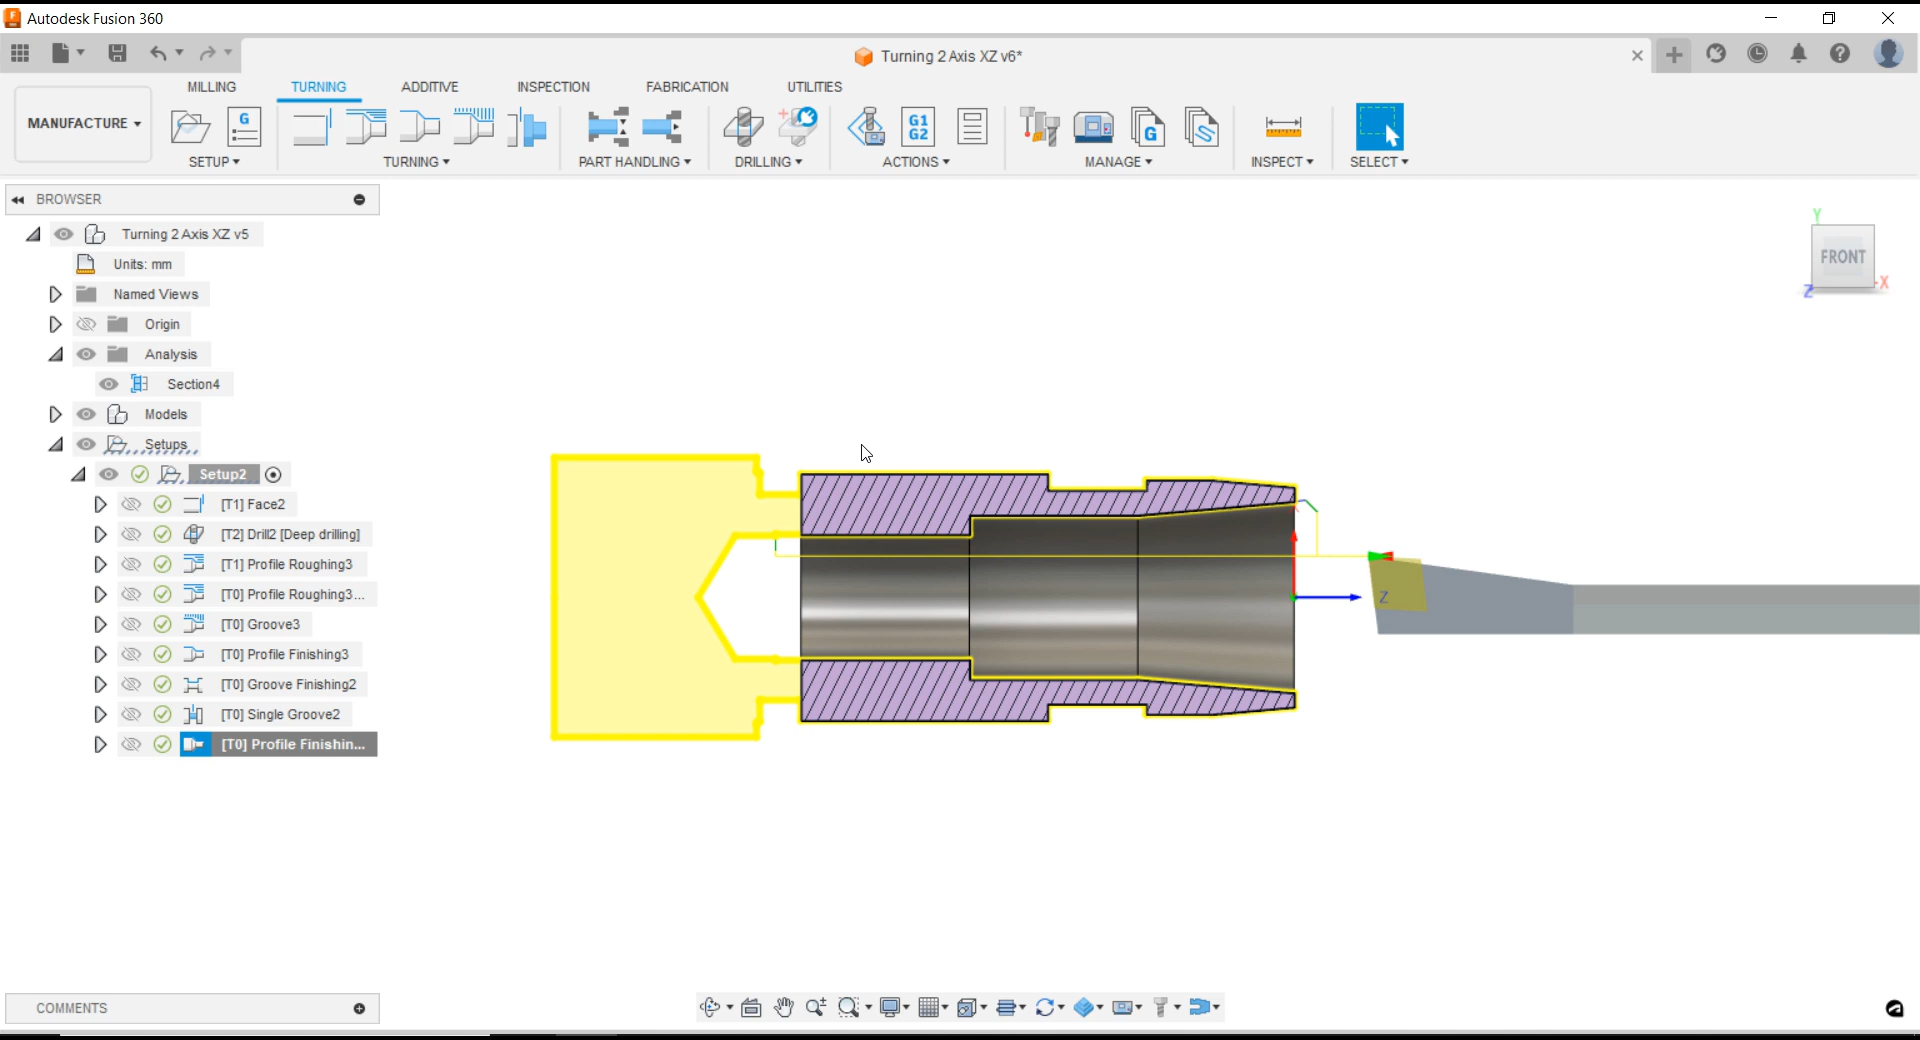 Autodesk Fusion 360
Turning 2 Axis XZ v6*
MILLING TURNING ADDITIVE INSPECTION FABRICATION UTILITIES
MANUFACTURE
G
G1
G2
G
SETUP TURNING PART HANDLING DRILLING ACTIONS MANAGE INSPECT SELECT
BROWSER
Turning 2 Axis XZ v5
Units: mm
Named Views
Origin
Analysis
Section4
Models
Setups
Setup2
[T1] Face2
[T2] Drill2 [Deep drilling]
[T1] Profile Roughing3
[T0] Profile Roughing3...
[T0] Groove3
[T0] Profile Finishing3
[T0] Groove Finishing2
[T0] Single Groove2
[T0] Profile Finishin...
Y
FRONT
X
Z
Z
COMMENTS